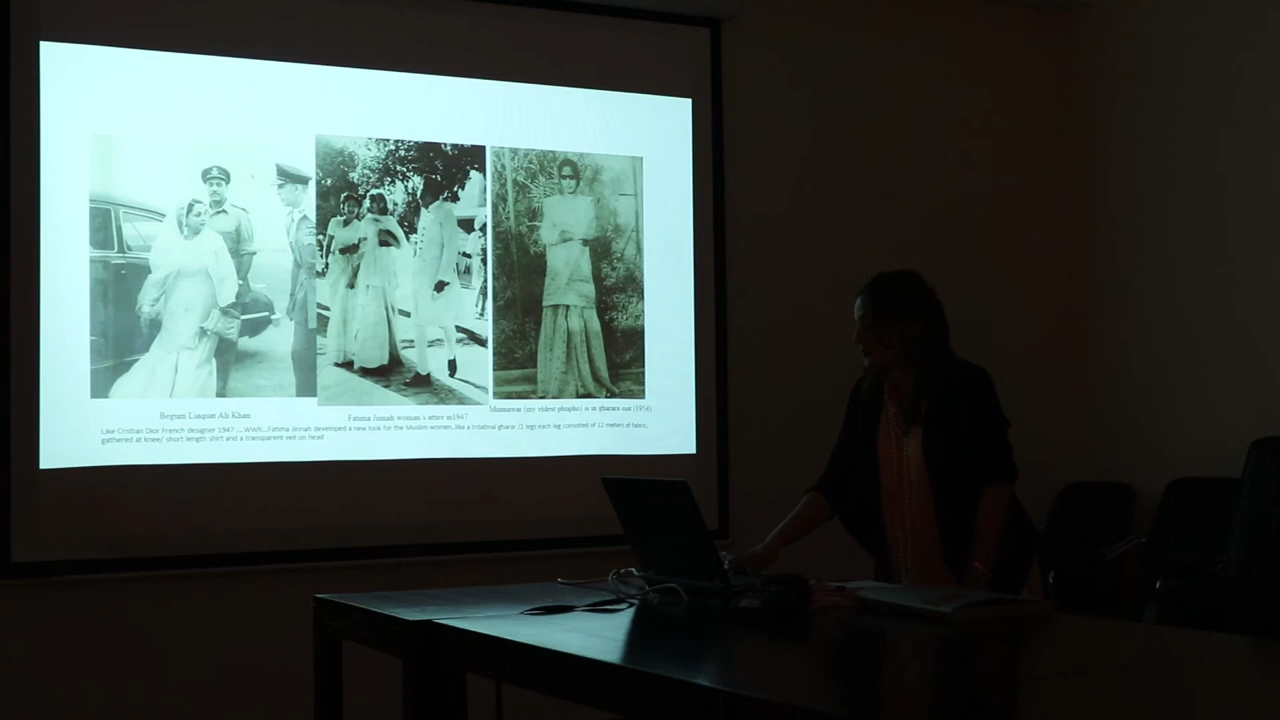 Begum Liaquat Ali Khan
Fatima Jinnah woman's attire in1947
Munnawar (my eldest phupho) is in gharara suit (1954)
Like Cristian Dior French designer 1947 -...WWII...Fatima Jinnah developed a new look for the Muslim women..like a trilatinal gharar /2 legs each leg consisted of 12 meters of fabric,
gathered at knee/ short length shirt and a transparent veil on head